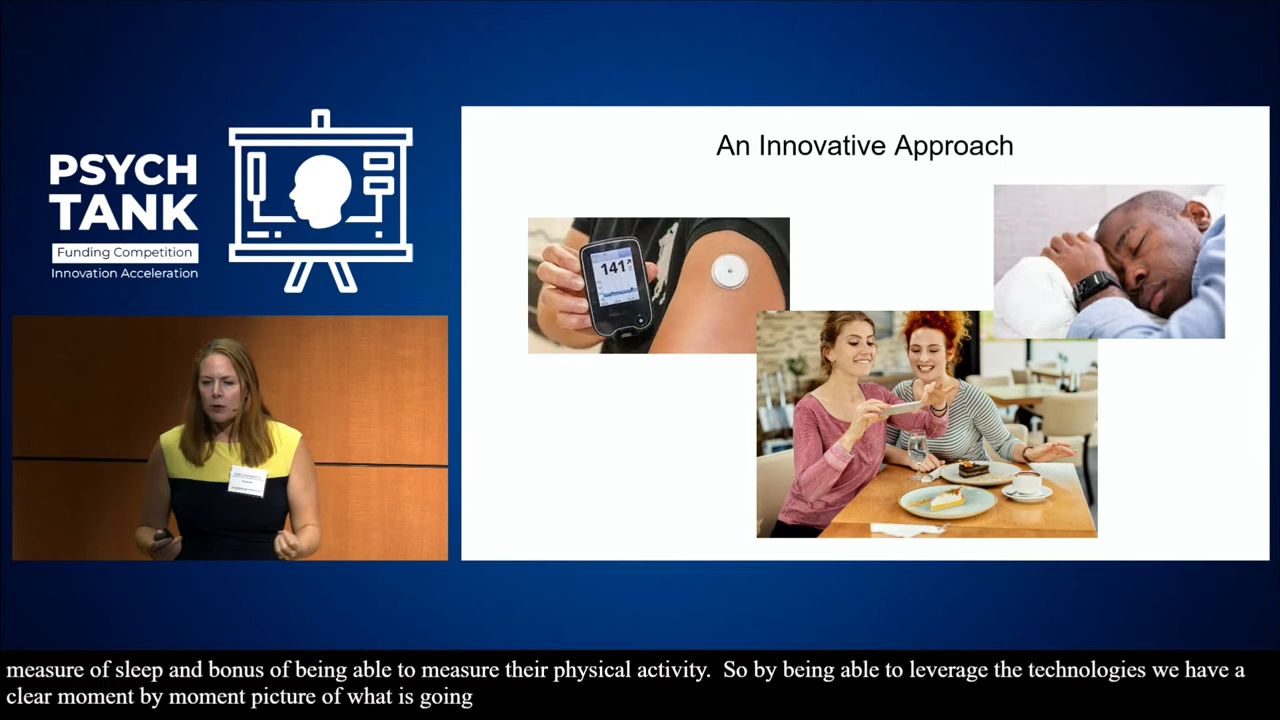 PSYCH
TANK
Funding Competition
Innovation Acceleration
An Innovative Approach
141
measure of sleep and bonus of being able to measure their physical activity.  So by being able to leverage the technologies we have a
clear moment by moment picture of what is going